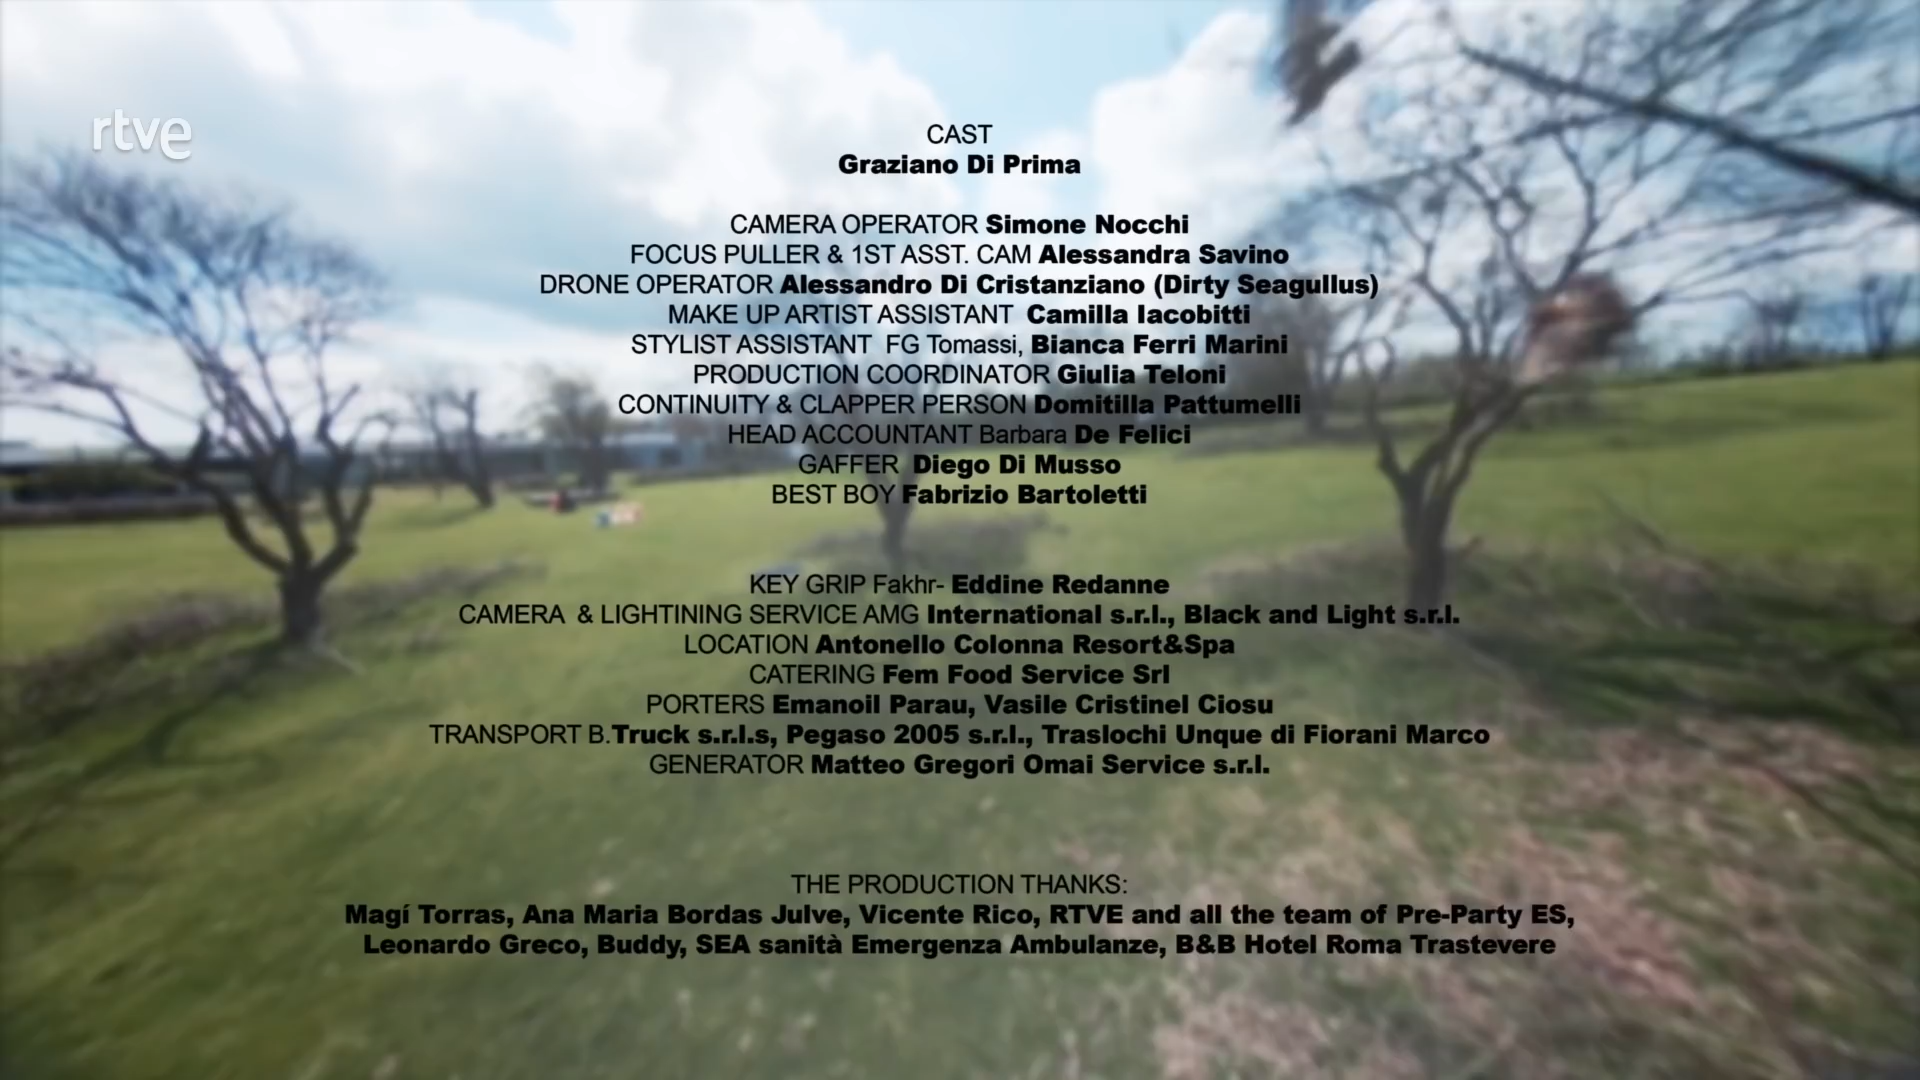 rtve
CAST
Graziano Di Prima
CAMERA OPERATOR Simone Nocchi
FOCUS PULLER & 1ST ASST. CAM Alessandra Savino
DRONE OPERATOR Alessandro Di Cristanziano (Dirty Seagullus)
MAKE UP ARTIST ASSISTANT Camilla Iacobitti
STYLIST ASSISTANT FG Tomassi, Bianca Ferri Marini
PRODUCTION COORDINATOR Giulia Teloni
CONTINUITY & CLAPPER PERSON Domitilla Pattumelli
HEAD ACCOUNTANT Barbara De Felici
GAFFER Diego Di Musso
BEST BOY Fabrizio Bartoletti
KEY GRIP Fakhr- Eddine Redanne
CAMERA & LIGHTINING SERVICE AMG International s.r.l., Black and Light s.r.l.
LOCATION Antonello Colonna Resort&Spa
CATERING Fem Food Service Srl
PORTERS Emanoil Parau, Vasile Cristinel Ciosu
TRANSPORT B.Truck s.r.l.s, Pegaso 2005 s.r.l., Traslochi Unque di Fiorani Marco
GENERATOR Matteo Gregori Omai Service s.r.l.
THE PRODUCTION THANKS:
Magí Torras, Ana Maria Bordas Julve, Vicente Rico, RTVE and all the team of Pre-Party ES,
Leonardo Greco, Buddy, SEA sanità Emergenza Ambulanze, B&B Hotel Roma Trastevere